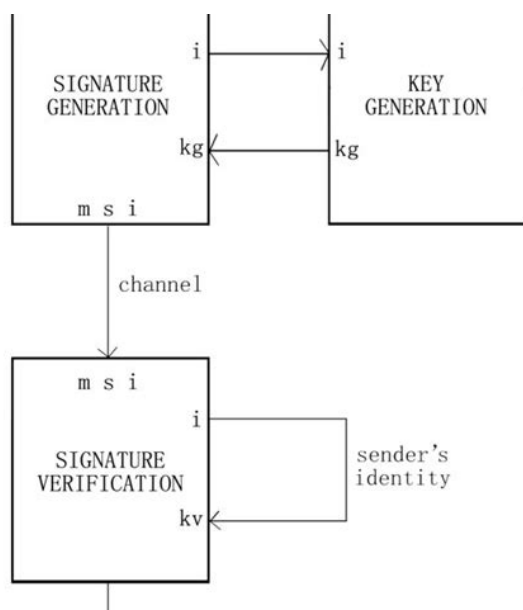 i
i
SIGNATURE
GENERATION
KEY
GENERATION
kg
kg
m s i
channel
m s i
i
SIGNATURE
VERIFICATION
sender's
identity
kv